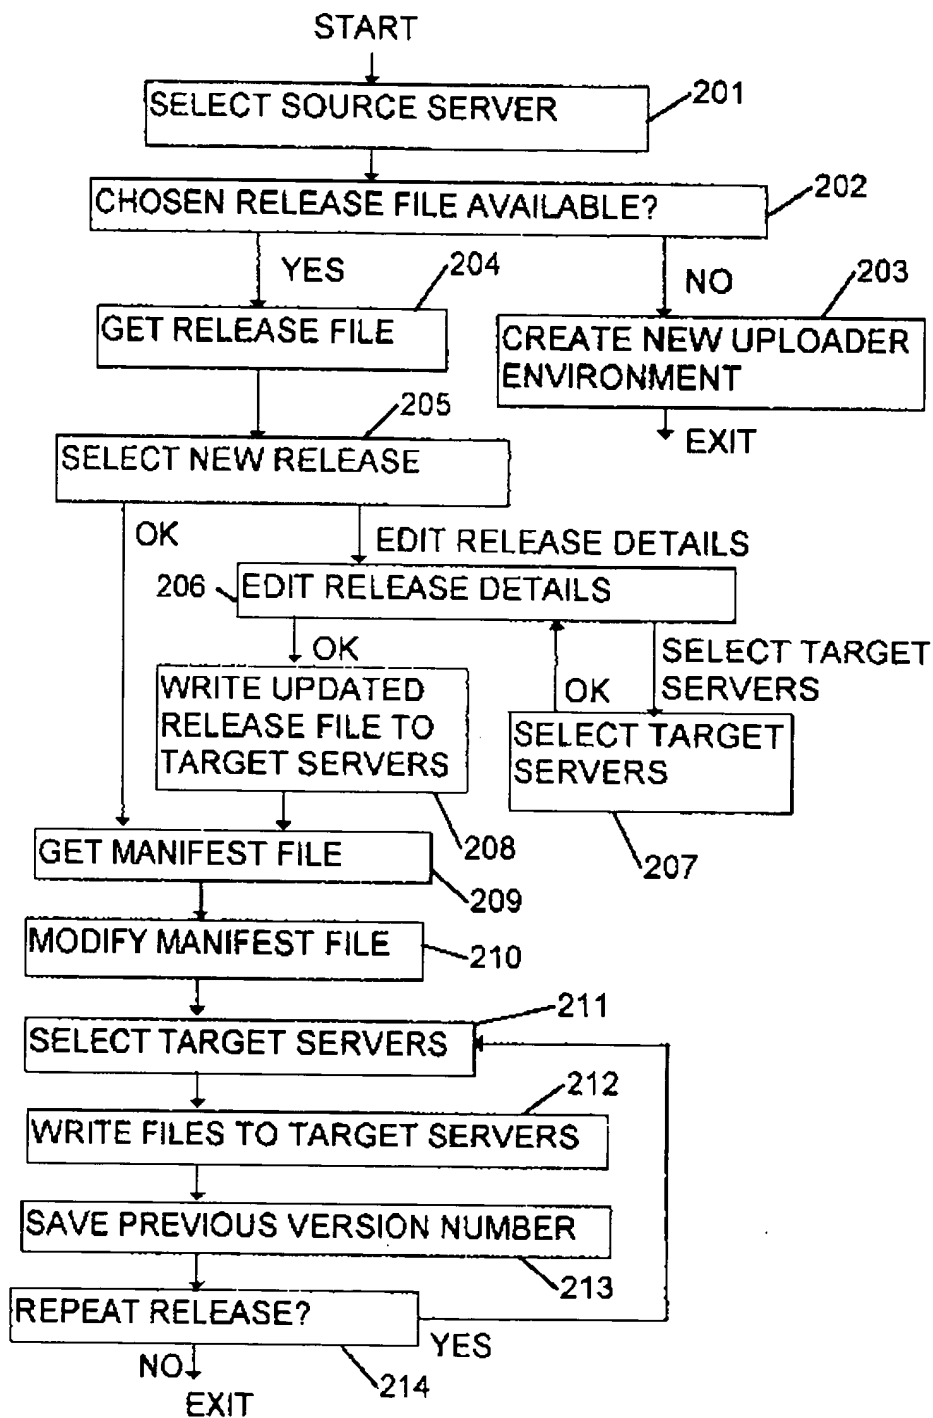 START
SELECT SOURCE SERVER
201
CHOSEN RELEASE FILE AVAILABLE?
202
YES
204
NO
203
GET RELEASE FILE
CREATE NEW UPLOADER
ENVIRONMENT
205
EXIT
SELECT NEW RELEASE
OK
EDIT RELEASE DETAILS
206
EDIT RELEASE DETAILS
OK
SELECT TARGET
SERVERS
OK
WRITE UPDATED
RELEASE FILE TO
TARGET SERVERS
SELECT TARGET
SERVERS
208
207
GET MANIFEST FILE
209
MODIFY MANIFEST FILE
210
211
SELECT TARGET SERVERS
212
WRITE FILES TO TARGET SERVERS
SAVE PREVIOUS VERSION NUMBER
213
REPEAT RELEASE?
YES
NO
214
EXIT